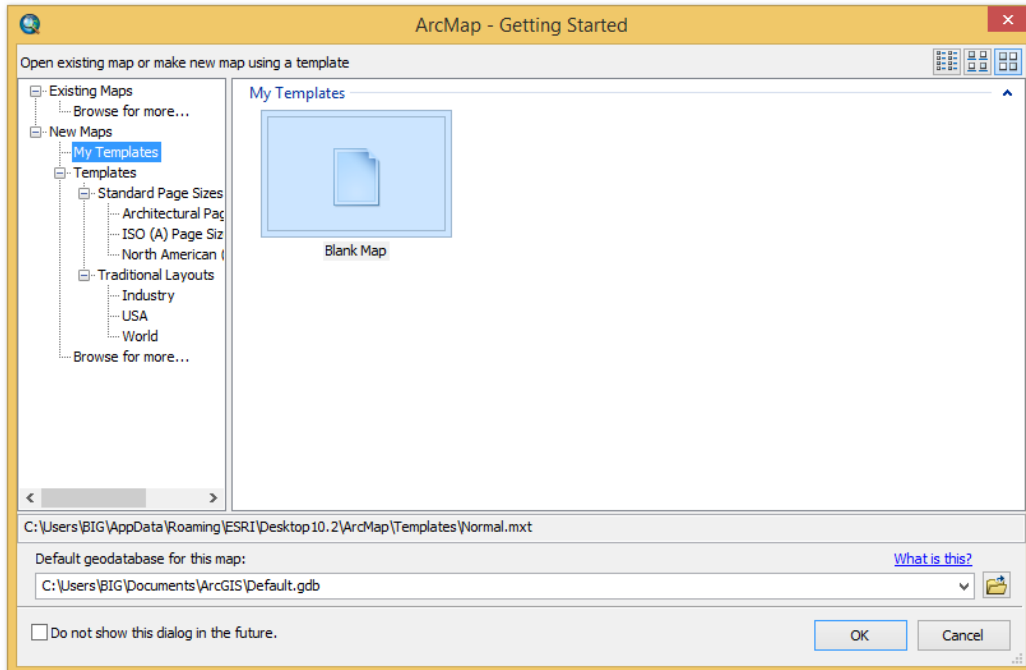 ArcMap - Getting Started
Open existing map or make new map using a template
Existing Maps
Browse for more...
New Maps
My Templates
Templates
Standard Page Sizes
Architectural Pag
ISO (A) Page Siz
North American (
Traditional Layouts
Industry
USA
World
Browse for more...
My Templates
Blank Map
C:\Users\BIG\AppData\Roaming\ESRI\Desktop10.2\ArcMap\Templates\Normal.mxt
Default geodatabase for this map:
What is this?
C:\Users\BIG\Documents\ArcGIS\Default.gdb
Do not show this dialog in the future.
OK
Cancel